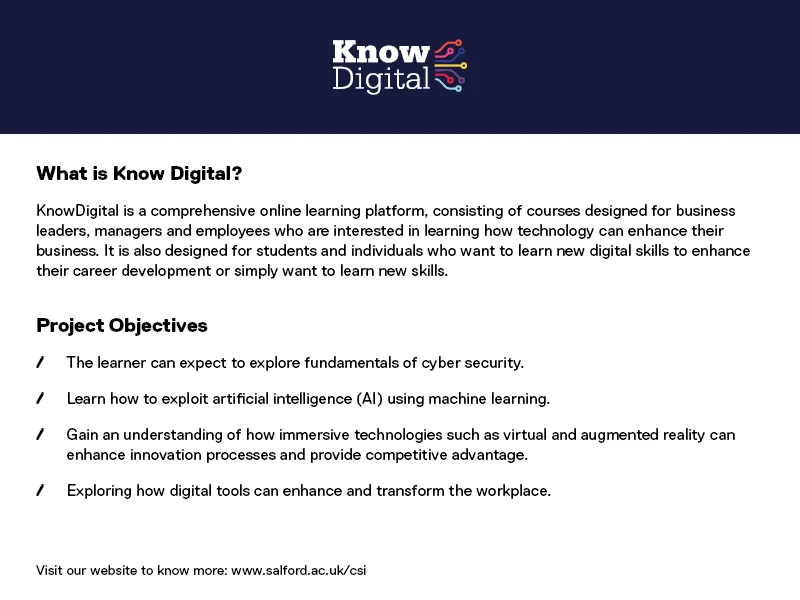 Know
Digital
What is Know Digital?
KnowDigital is a comprehensive online learning platform, consisting of courses designed for business
leaders, managers and employees who are interested in learning how technology can enhance their
business. It is also designed for students and individuals who want to learn new digital skills to enhance
their career development or simply want to learn new skills.
Project Objectives
/ The learner can expect to explore fundamentals of cyber security.
/ Learn how to exploit artificial intelligence (AI) using machine learning.
/ Gain an understanding of how immersive technologies such as virtual and augmented reality can
enhance innovation processes and provide competitive advantage.
/ Exploring how digital tools can enhance and transform the workplace.
Visit our website to know more: www.salford.ac.uk/csi